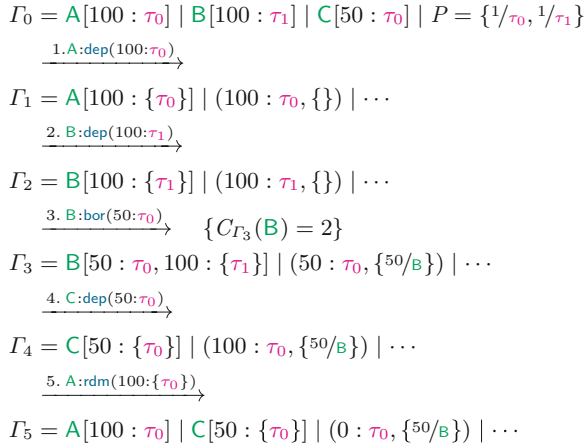 Γ₀ = A[100 : τ₀] | B[100 : τ₁] | C[50 : τ₀] | P = {1/τ₀, 1/τ₁}
1. A:dep(100:τ₀)
Γ₁ = A[100 : {τ₀}] | (100 : τ₀, {}) | ···
2. B:dep(100:τ₁)
Γ₂ = B[100 : {τ₁}] | (100 : τ₁, {}) | ···
3. B:bor(50:τ₀) {C_Γ₃(B) = 2}
Γ₃ = B[50 : τ₀, 100 : {τ₁}] | (50 : τ₀, {50/B}) | ···
4. C:dep(50:τ₀)
Γ₄ = C[50 : {τ₀}] | (100 : τ₀, {50/B}) | ···
5. A:rdm(100:{τ₀})
Γ₅ = A[100 : τ₀] | C[50 : {τ₀}] | (0 : τ₀, {50/B}) | ···